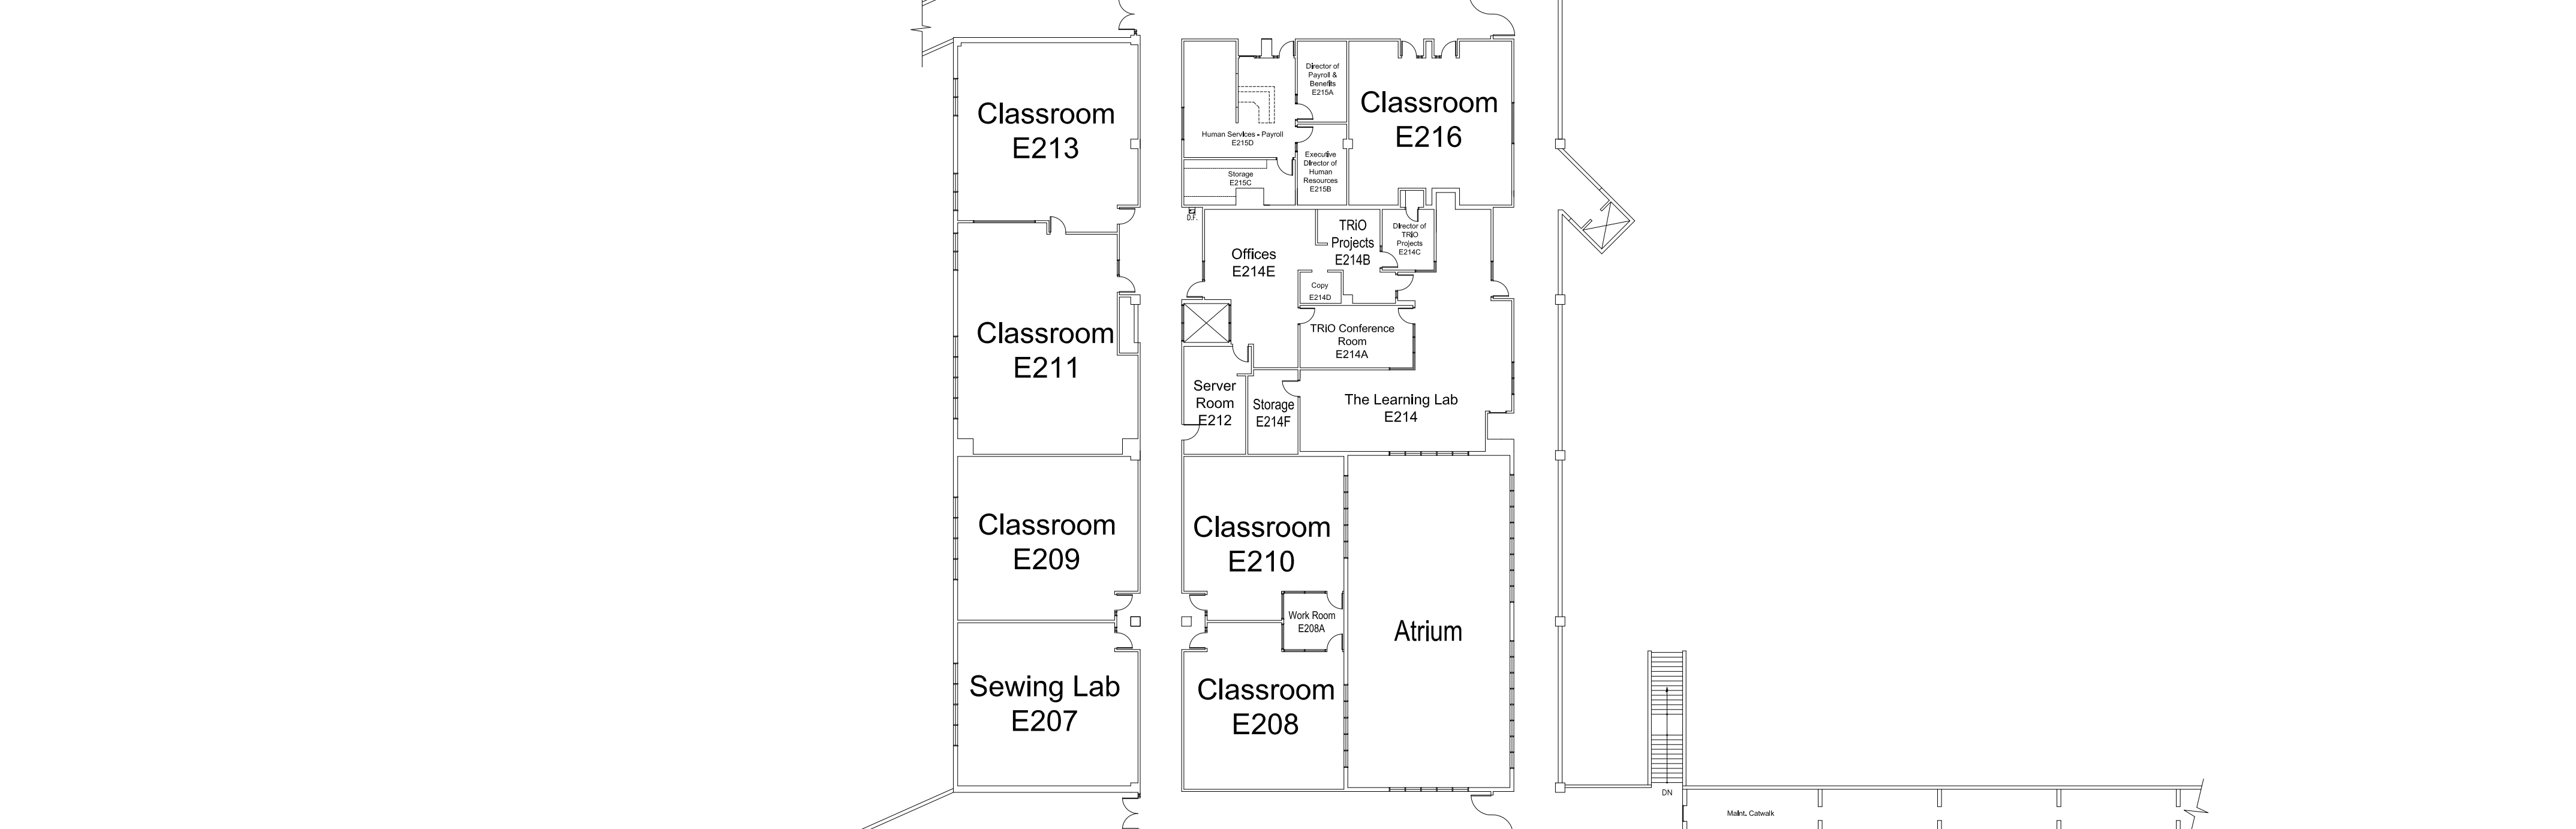 Classroom
E213
Human Services - Payroll
E215D
Director of
Payroll &
Benefits
E215A
Classroom
E216
Storage
E215C
Executive
Director of
Human
Resources
E215B
D.F.
Offices
E214E
TRiO
Projects
E214B
Director of
TRiO
Projects
E214C
Copy
E214D
Classroom
E211
TRiO Conference
Room
E214A
Server
Room
E212
Storage
E214F
The Learning Lab
E214
Classroom
E209
Classroom
E210
Work Room
E208A
Atrium
Sewing Lab
E207
Classroom
E208
DN
Maint. Catwalk